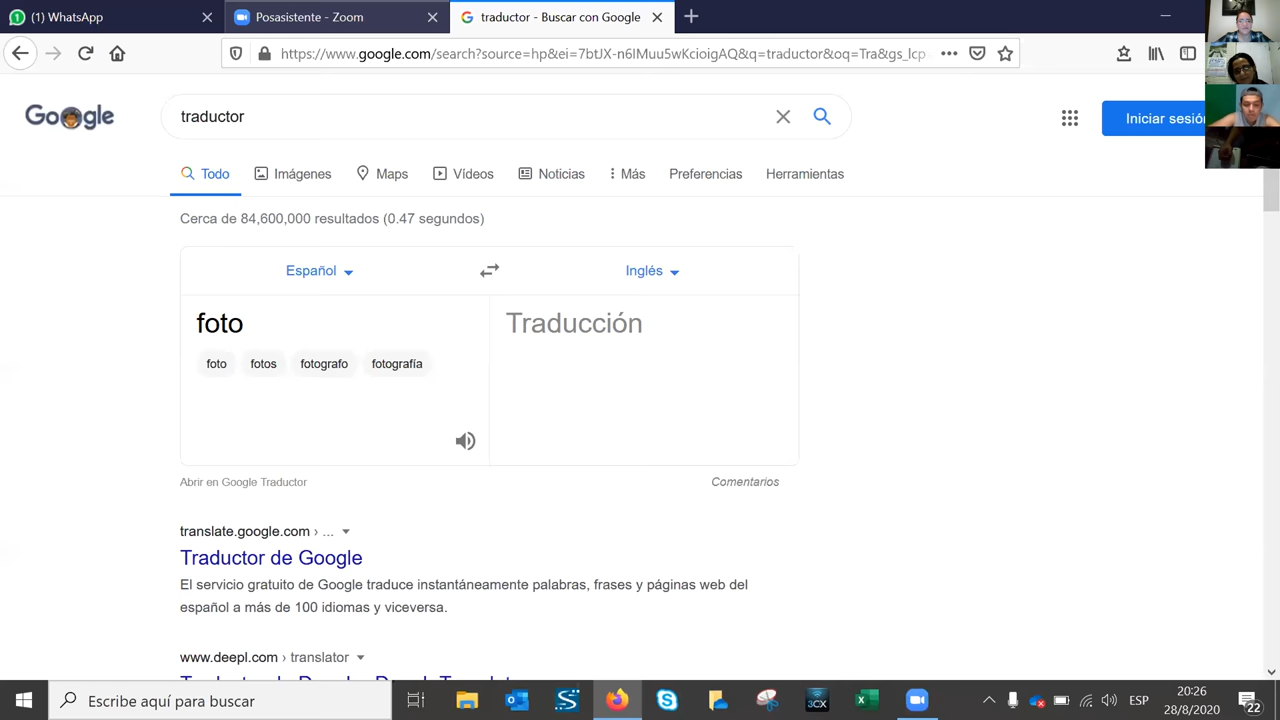 (1) WhatsApp
Posasistente - Zoom
traductor - Buscar con Google
https://www.google.com/search?source=hp&ei=7btJX-n6IMuu5wKcioigAQ&q=traductor&oq=Tra&gs_lcp
Google
traductor
Iniciar sesión
Todo
Imágenes
Maps
Vídeos
Noticias
Más
Preferencias
Herramientas
Cerca de 84,600,000 resultados (0.47 segundos)
Español
Inglés
foto
Traducción
foto
fotos
fotografo
fotografía
Abrir en Google Traductor
Comentarios
translate.google.com › ...
Traductor de Google
El servicio gratuito de Google traduce instantáneamente palabras, frases y páginas web del
español a más de 100 idiomas y viceversa.
www.deepl.com › translator
Escribe aquí para buscar
3CX
ESP
20:26
28/8/2020
22